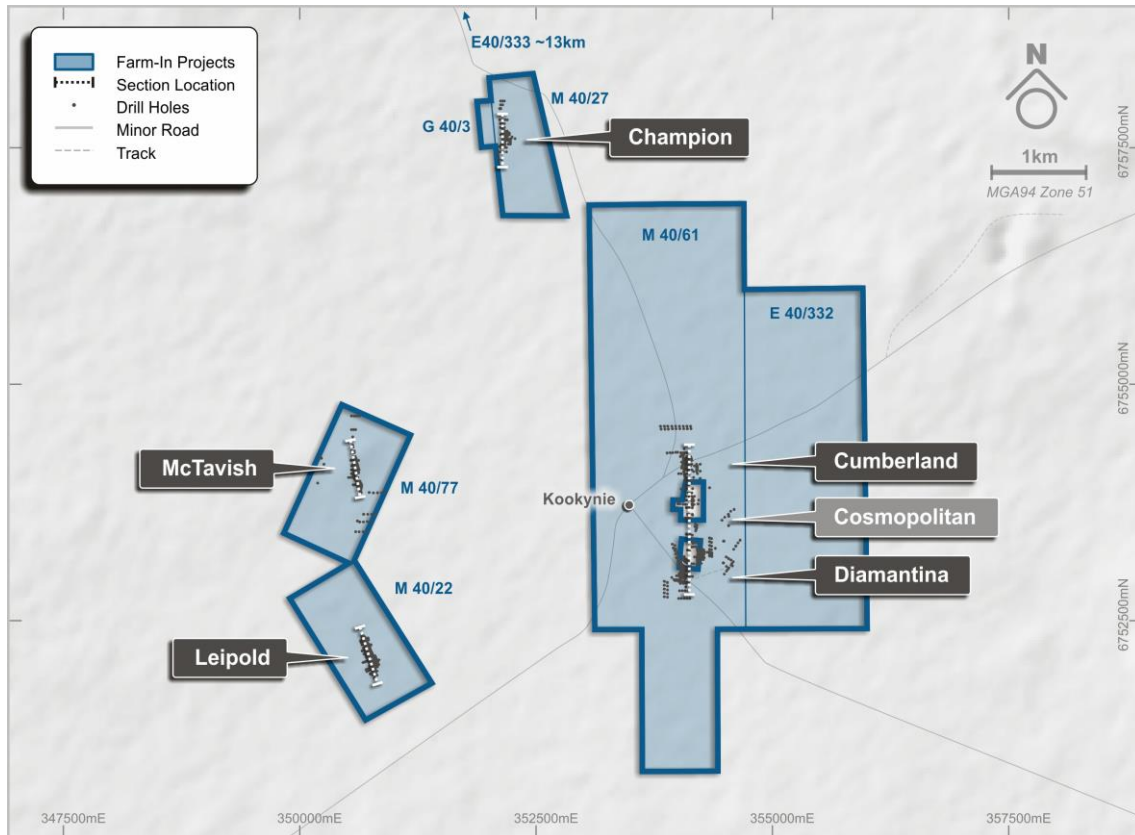 Farm-In Projects
Section Location
Drill Holes
Minor Road
Track
E40/333 ~13km
M 40/27
G 40/3
Champion
N
1km
MGA94 Zone 51
6757500mN
M 40/61
E 40/332
6755000mN
McTavish
M 40/77
Kookynie
Cumberland
Cosmopolitan
Diamantina
M 40/22
Leipold
6752500mN
347500mE
350000mE
352500mE
355000mE
357500mE